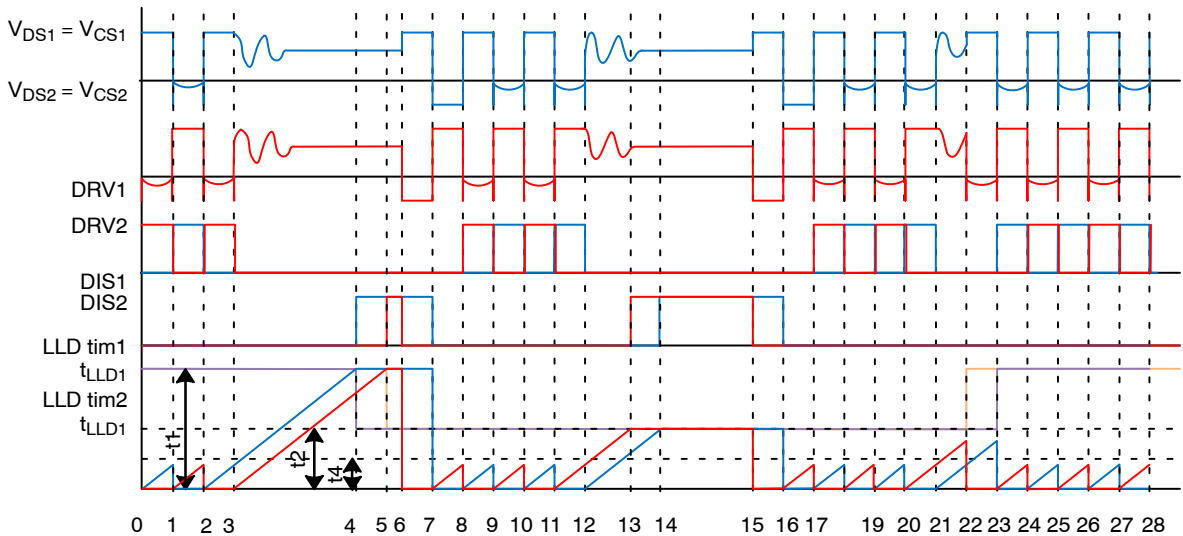 VDS1 = VCS1
VDS2 = VCS2
DRV1
DRV2
DIS1
DIS2
LLD tim1
tLLD1
LLD tim2
tLLD1
t1
t2
t4
0 1 2 3 4 5 6 7 8 9 10 11 12 13 14 15 16 17 19 20 21 22 23 24 25 26 27 28